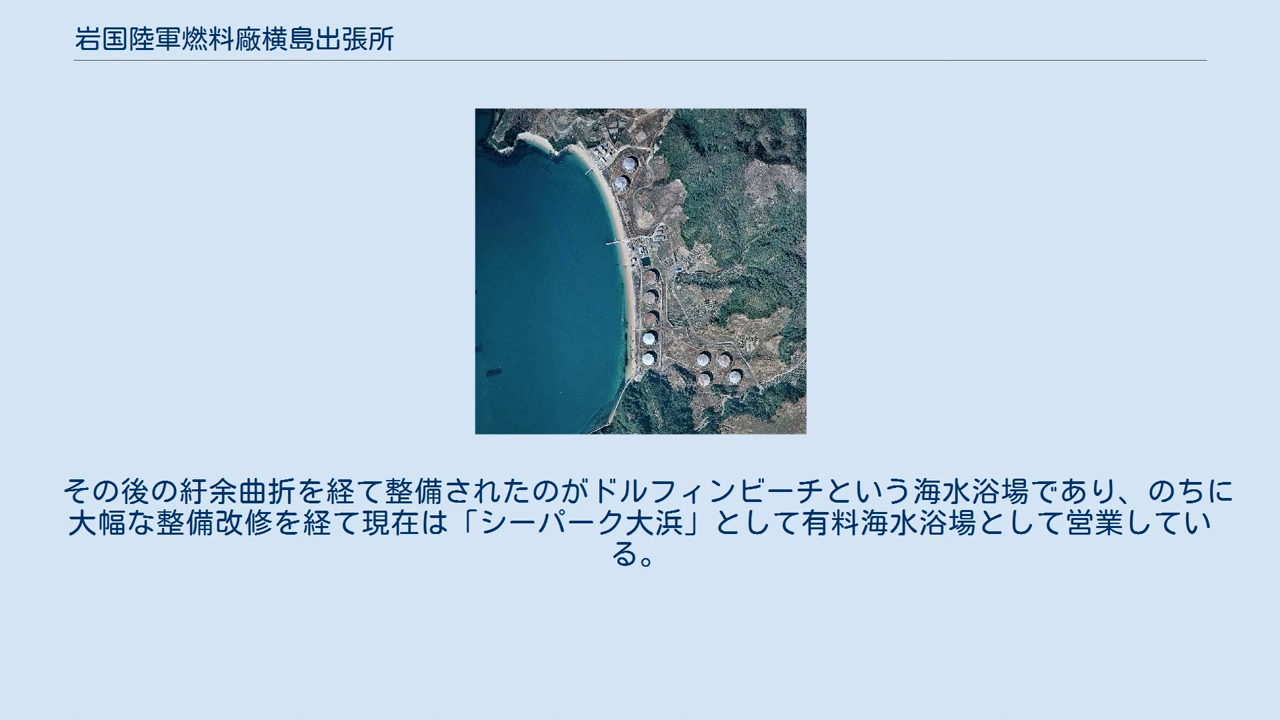 岩国陸軍燃料廠横島出張所
その後の紆余曲折を経て整備されたのがドルフィンビーチという海水浴場であり、のちに
大幅な整備改修を経て現在は「シーパーク大浜」として有料海水浴場として営業してい
る。